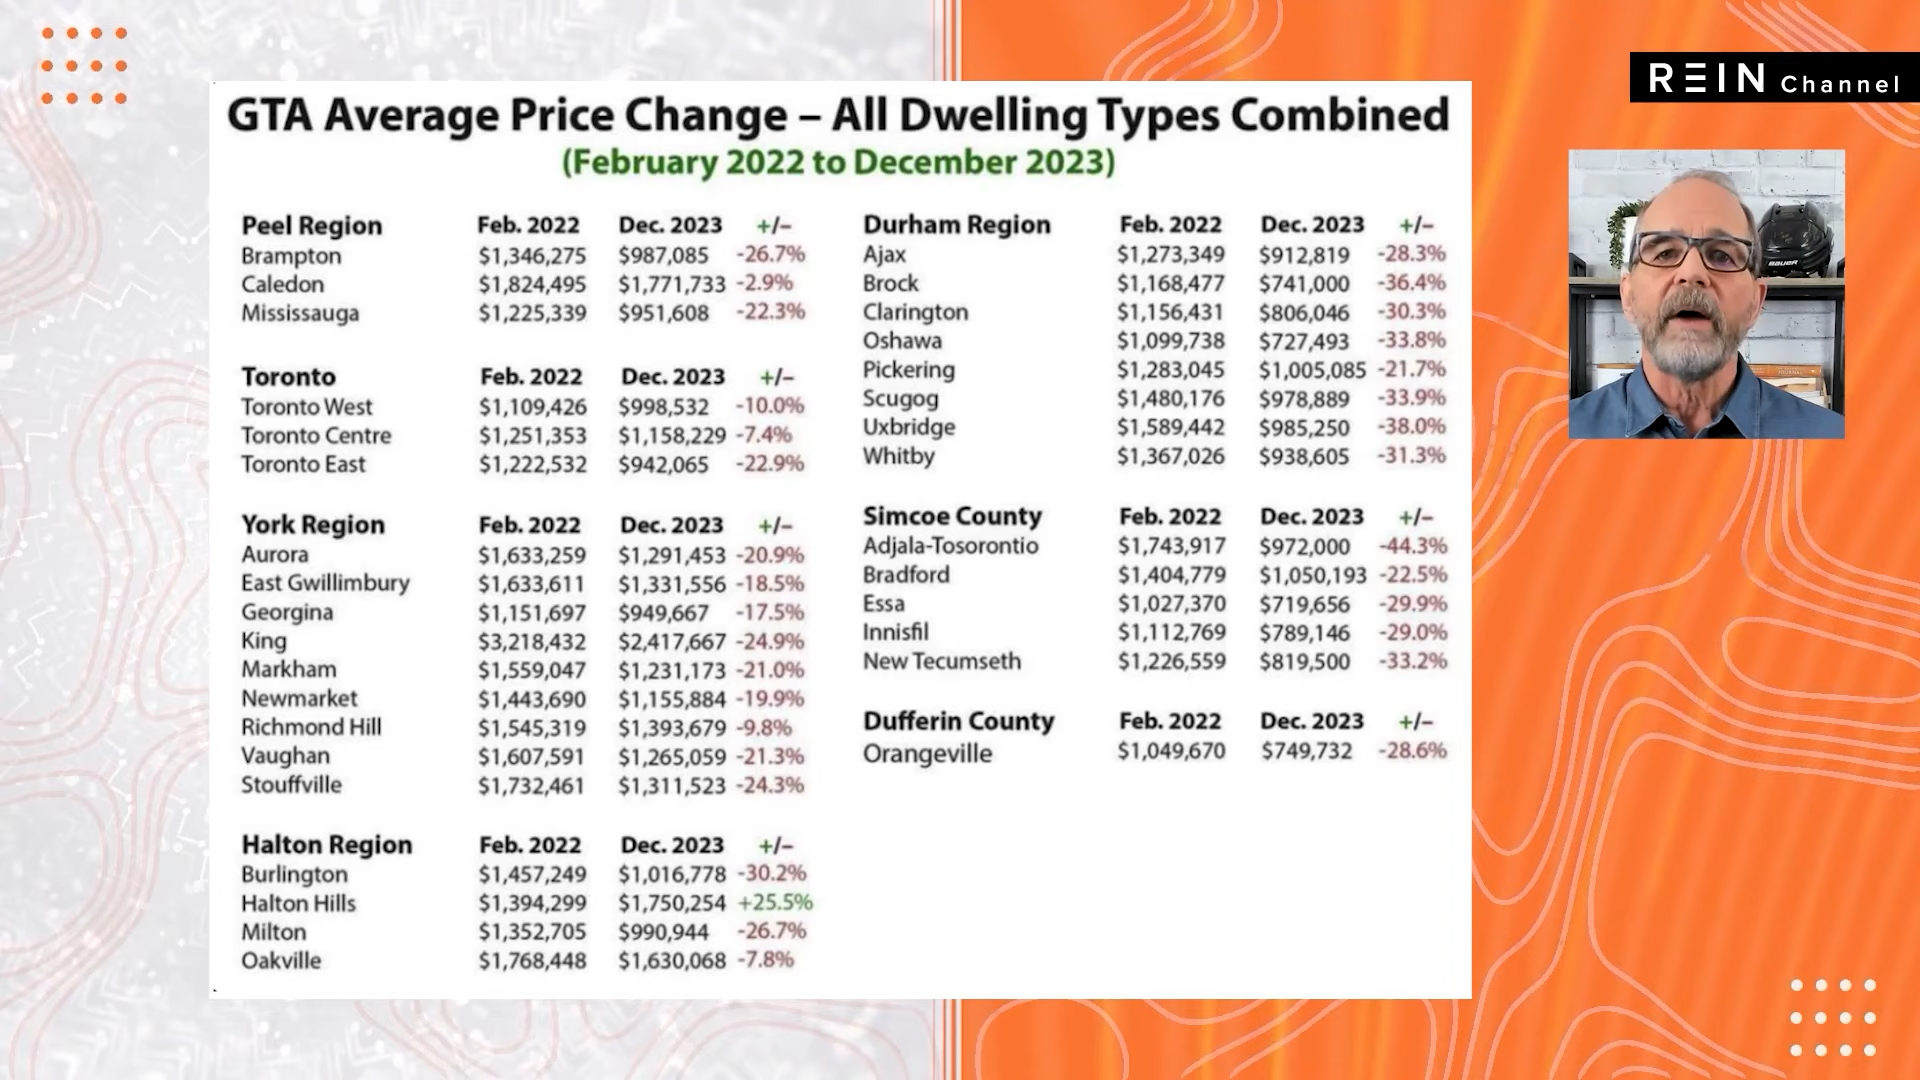 REIN Channel
GTA Average Price Change – All Dwelling Types Combined
(February 2022 to December 2023)
Peel Region Feb. 2022 Dec. 2023 +/–
Brampton $1,346,275 $987,085 -26.7%
Caledon $1,824,495 $1,771,733 -2.9%
Mississauga $1,225,339 $951,608 -22.3%
Toronto Feb. 2022 Dec. 2023 +/–
Toronto West $1,109,426 $998,532 -10.0%
Toronto Centre $1,251,353 $1,158,229 -7.4%
Toronto East $1,222,532 $942,065 -22.9%
York Region Feb. 2022 Dec. 2023 +/–
Aurora $1,633,259 $1,291,453 -20.9%
East Gwillimbury $1,633,611 $1,331,556 -18.5%
Georgina $1,151,697 $949,667 -17.5%
King $3,218,432 $2,417,667 -24.9%
Markham $1,559,047 $1,231,173 -21.0%
Newmarket $1,443,690 $1,155,884 -19.9%
Richmond Hill $1,545,319 $1,393,679 -9.8%
Vaughan $1,607,591 $1,265,059 -21.3%
Stouffville $1,732,461 $1,311,523 -24.3%
Halton Region Feb. 2022 Dec. 2023 +/–
Burlington $1,457,249 $1,016,778 -30.2%
Halton Hills $1,394,299 $1,750,254 +25.5%
Milton $1,352,705 $990,944 -26.7%
Oakville $1,768,448 $1,630,068 -7.8%
Durham Region Feb. 2022 Dec. 2023 +/–
Ajax $1,273,349 $912,819 -28.3%
Brock $1,168,477 $741,000 -36.4%
Clarington $1,156,431 $806,046 -30.3%
Oshawa $1,099,738 $727,493 -33.8%
Pickering $1,283,045 $1,005,085 -21.7%
Scugog $1,480,176 $978,889 -33.9%
Uxbridge $1,589,442 $985,250 -38.0%
Whitby $1,367,026 $938,605 -31.3%
Simcoe County Feb. 2022 Dec. 2023 +/–
Adjala-Tosorontio $1,743,917 $972,000 -44.3%
Bradford $1,404,779 $1,050,193 -22.5%
Essa $1,027,370 $719,656 -29.9%
Innisfil $1,112,769 $789,146 -29.0%
New Tecumseth $1,226,559 $819,500 -33.2%
Dufferin County Feb. 2022 Dec. 2023 +/–
Orangeville $1,049,670 $749,732 -28.6%
BAUER